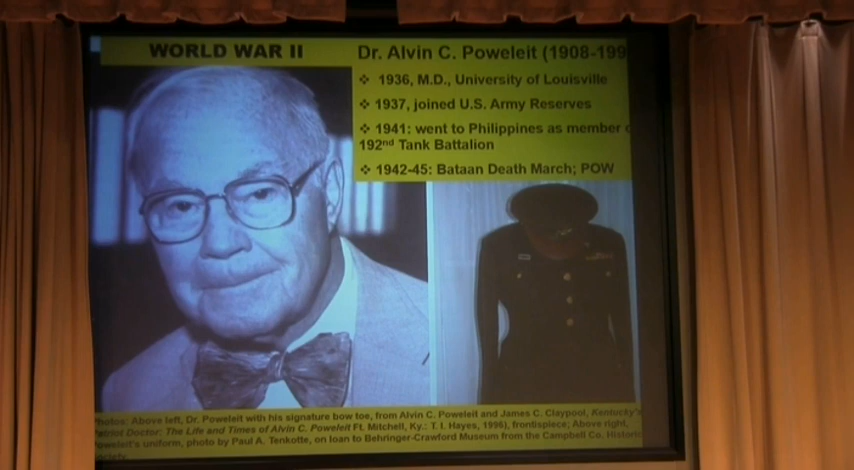 WORLD WAR II
Dr. Alvin C. Poweleit (1908-199
❖ 1936, M.D., University of Louisville
❖ 1937, joined U.S. Army Reserves
❖ 1941: went to Philippines as member o
192nd Tank Battalion
❖ 1942-45: Bataan Death March; POW
Photos: Above left, Dr. Poweleit with his signature bow toe, from Alvin C. Poweleit and James C. Claypool, Kentucky's
Patriot Doctor: The Life and Times of Alvin C. Poweleit Ft. Mitchell, Ky.: T. I. Hayes, 1996), frontispiece; Above right,
Poweleit's uniform, photo by Paul A. Tenkotte, on loan to Behringer-Crawford Museum from the Campbell Co. Historic
Society.